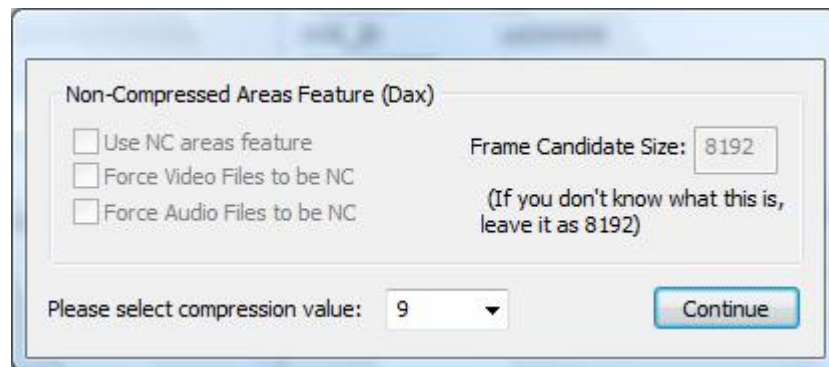 Non-Compressed Areas Feature (Dax)
Use NC areas feature
Force Video Files to be NC
Force Audio Files to be NC
Frame Candidate Size: 8192
(If you don't know what this is,
leave it as 8192)
Please select compression value: 9
Continue